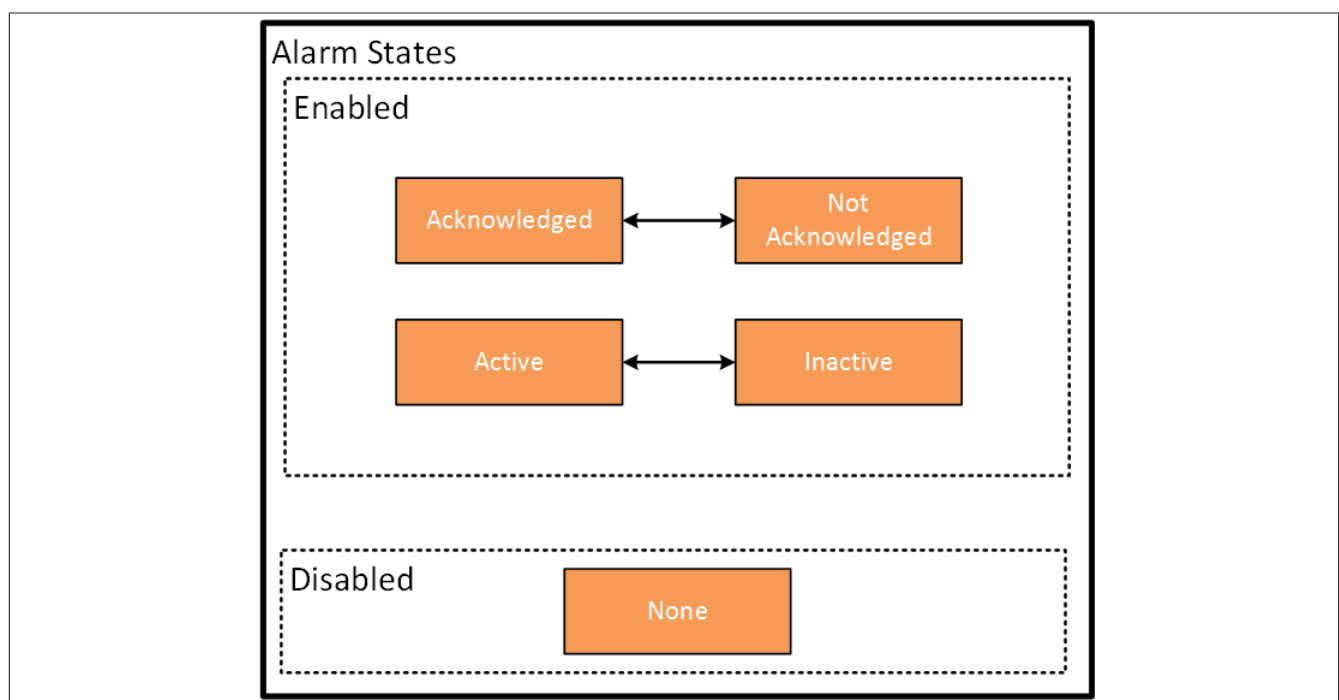 Alarm States
Enabled
Acknowledged
Not
Acknowledged
Active
Inactive
Disabled
None